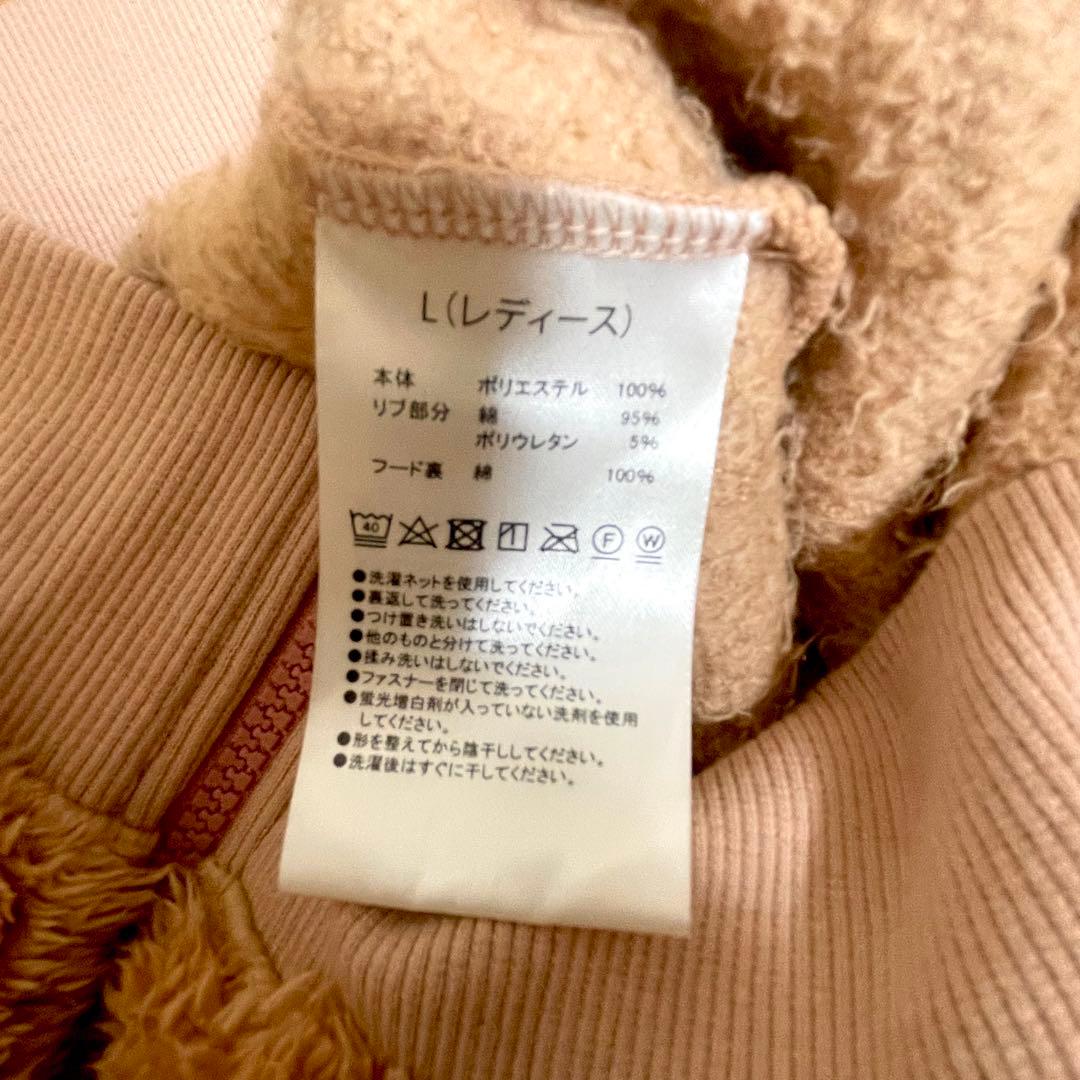 L(レディース)
本体 ポリエステル 100%
リブ部分 綿 95%
ポリウレタン 5%
フード裏 綿 100%
40 F W
●洗濯ネットを使用してください。
●裏返して洗ってください。
●つけ置き洗いはしないでください。
●他のものと分けて洗ってください。
●揉み洗いはしないでください。
●ファスナーを閉じて洗ってください。
●蛍光増白剤が入っていない洗剤を使用
してください。
●形を整えてから陰干ししてください。
●洗濯後はすぐに干してください。